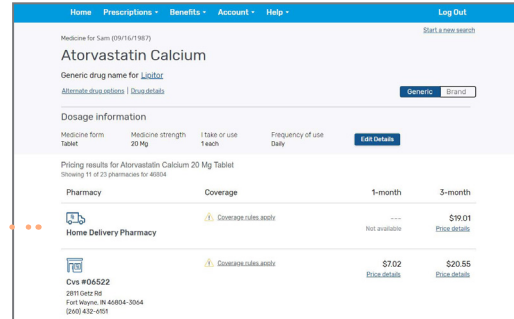 Home Prescriptions Benefits Account Help Log Out
Start a new search
Medicine for Sam (09/16/1987)
Atorvastatin Calcium
Generic drug name for Lipitor
Alternate drug options | Drug details
Generic Brand
Dosage information
Medicine form Medicine strength I take or use Frequency of use
Tablet 20 Mg 1 each Daily
Edit Details
Pricing results for Atorvastatin Calcium 20 Mg Tablet
Showing 11 of 23 pharmacies for 46804
Pharmacy Coverage 1-month 3-month
Coverage rules apply --- $19.01
Home Delivery Pharmacy Not available Price details
Coverage rules apply $7.02 $20.55
Price details Price details
Cvs #06522
2811 Getz Rd
Fort Wayne, IN 46804-3064
(260) 432-6151